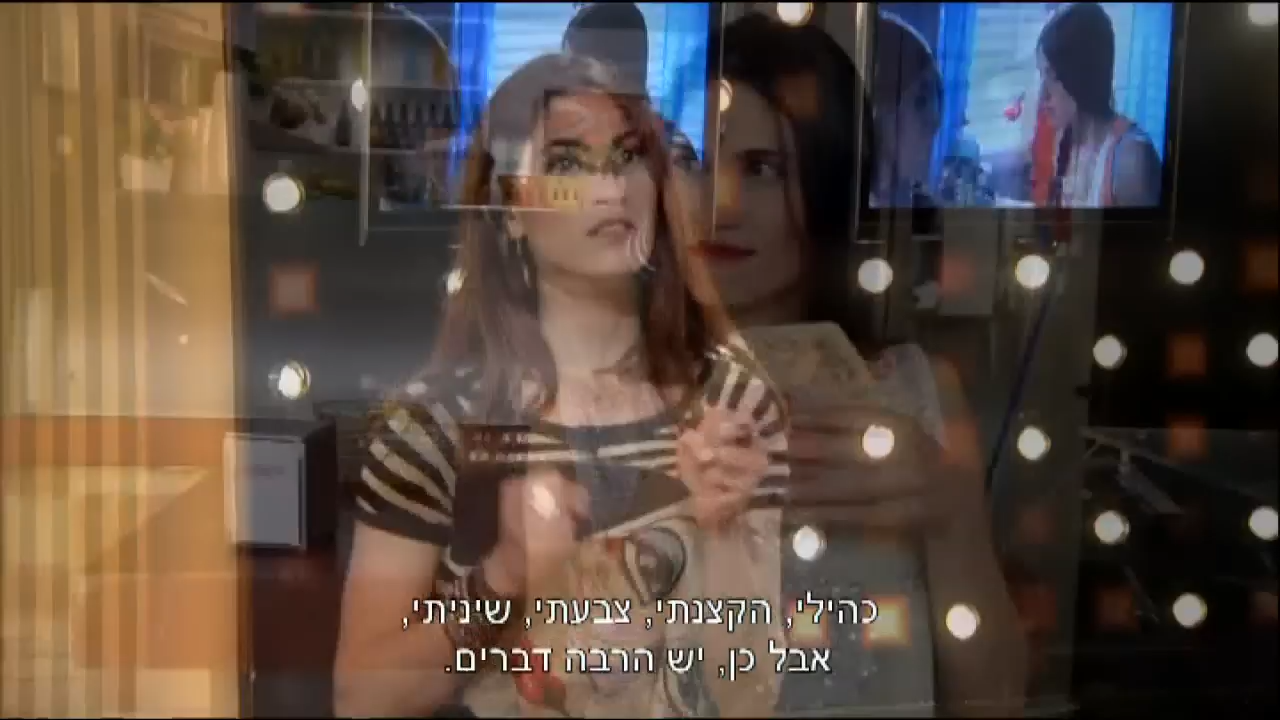 כהילי, הקצנתי, צבעתי, שיניתי,
אבל כן, יש הרבה דברים.